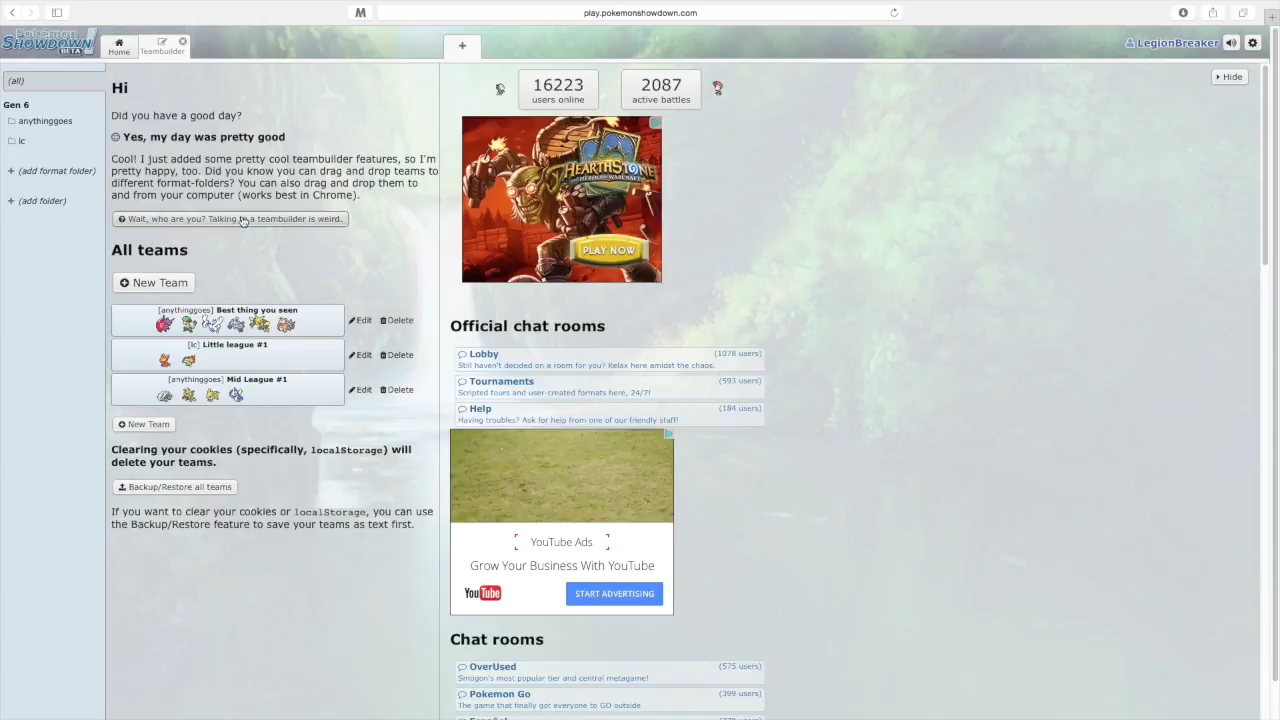 play.pokemonshowdown.com
Pokémon
SHOWDOWN!
BETA
Home
Teambuilder
LegionBreaker
(all)
Gen 6
anythinggoes
lc
(add format folder)
(add folder)
Hi
Did you have a good day?
Yes, my day was pretty good
Cool! I just added some pretty cool teambuilder features, so I'm
pretty happy, too. Did you know you can drag and drop teams to
different format-folders? You can also drag and drop them to
and from your computer (works best in Chrome).
Wait, who are you? Talking to a teambuilder is weird.
All teams
New Team
[anythinggoes] Best thing you seen
Edit Delete
[lc] Little league #1
Edit Delete
[anythinggoes] Mid League #1
Edit Delete
New Team
Clearing your cookies (specifically, localStorage) will
delete your teams.
Backup/Restore all teams
If you want to clear your cookies or localStorage, you can use
the Backup/Restore feature to save your teams as text first.
16223
users online
2087
active battles
Hide
HEARTHSTONE
HEROES OF WARCRAFT
PLAY NOW
Official chat rooms
Lobby (1078 users)
Still haven't decided on a room for you? Relax here amidst the chaos.
Tournaments (593 users)
Scripted tours and user-created formats here, 24/7!
Help (184 users)
Having troubles? Ask for help from one of our friendly staff!
YouTube Ads
Grow Your Business With YouTube
YouTube START ADVERTISING
Chat rooms
OverUsed (575 users)
Smogon's most popular tier and central metagame!
Pokemon Go (399 users)
The game that finally got everyone to GO outside